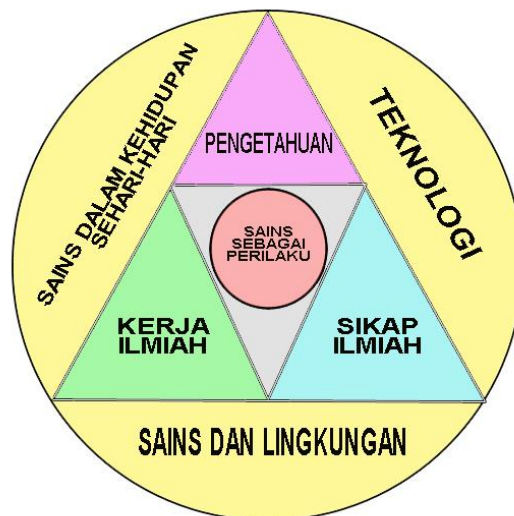 SAINS DALAM KEHIDUPAN
SEHARI-HARI
TEKNOLOGI
PENGETAHUAN
SAINS
SEBAGAI
PERILAKU
KERJA
ILMIAH
SIKAP
ILMIAH
SAINS DAN LINGKUNGAN